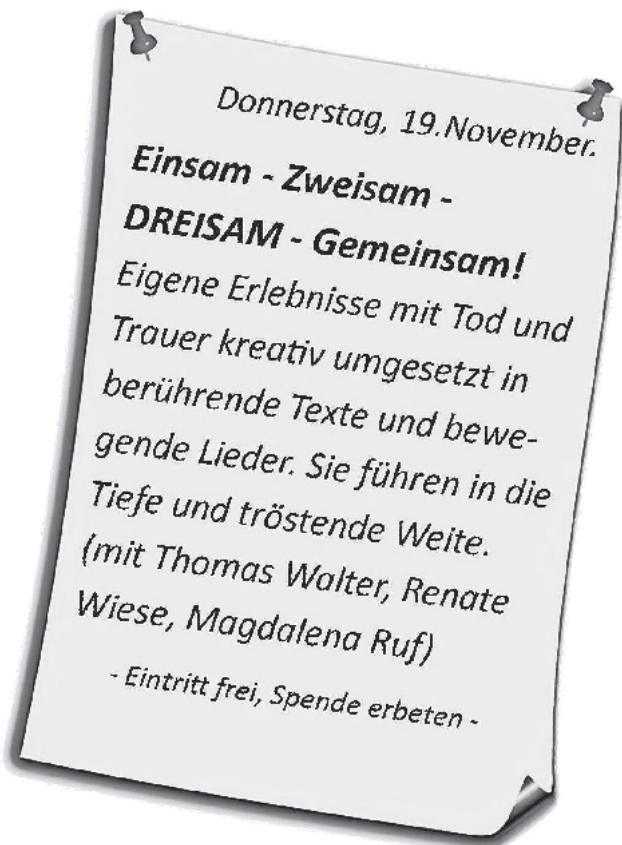 Donnerstag, 19.November.
Einsam - Zweisam -
DREISAM - Gemeinsam!
Eigene Erlebnisse mit Tod und
Trauer kreativ umgesetzt in
berührende Texte und bewe-
gende Lieder. Sie führen in die
Tiefe und tröstende Weite.
(mit Thomas Walter, Renate
Wiese, Magdalena Ruf)
- Eintritt frei, Spende erbeten -